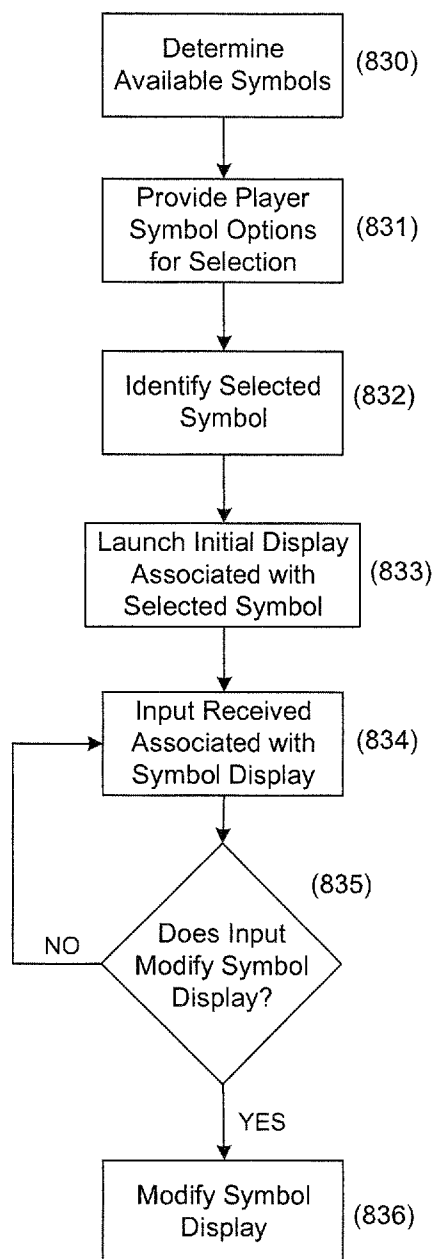 Determine
Available Symbols
(830)
Provide Player
Symbol Options
for Selection
(831)
Identify Selected
Symbol
(832)
Launch Initial Display
Associated with
Selected Symbol
(833)
Input Received
Associated with
Symbol Display
(834)
(835)
Does Input
Modify Symbol
Display?
NO
YES
Modify Symbol
Display
(836)